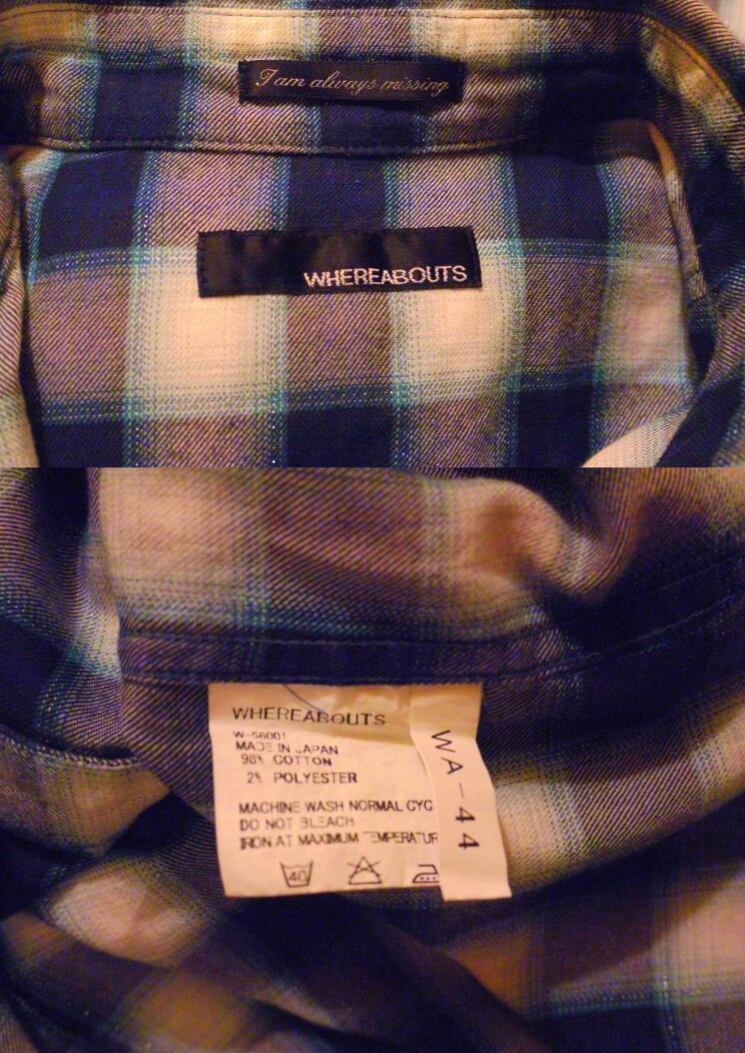 I am always missing
WHEREABOUTS
WHEREABOUTS
W-S8001
MADE IN JAPAN
98% COTTON
2% POLYESTER
MACHINE WASH NORMAL CYC
DO NOT BLEACH
IRON AT MAXIMUM TEMPERATUR
40
WA-44